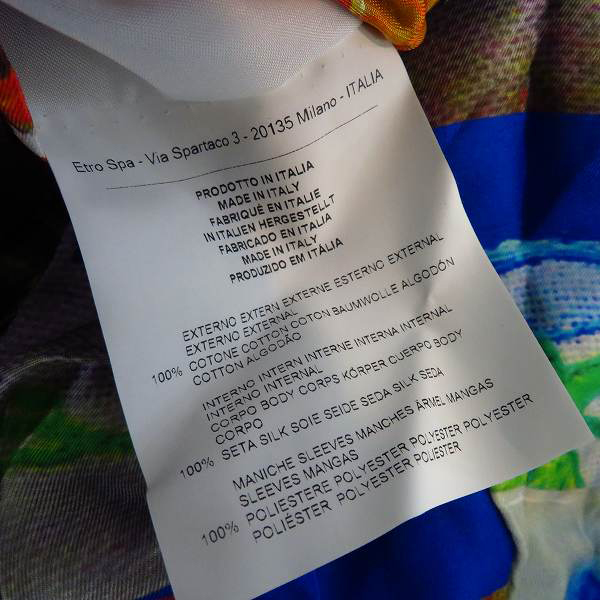 Etro Spa - Via Spartaco 3 - 20135 Milano - ITALIA
PRODOTTO IN ITALIA
MADE IN ITALY
FABRIQUÉ EN ITALIE
IN ITALIEN HERGESTELLT
FABRICADO EN ITALIA
MADE IN ITALY
PRODUZIDO EM ITÀLIA
EXTERNO EXTERN EXTERNE ESTERNO EXTERNAL
EXTERNO EXTERNAL
100% COTONE COTTON COTON BAUMWOLLE ALGODÓN
COTTON ALGODÃO
INTERNO INTERN INTERNE INTERNA INTERNAL
INTERNO INTERNAL
CORPO BODY CORPS KÖRPER CUERPO BODY
CORPO
100% SETA SILK SOIE SEIDE SEDA SILK SEDA
MANICHE SLEEVES MANCHES ÄRMEL MANGAS
SLEEVES MANGAS
100% POLIESTERE POLYESTER POLYESTER POLYESTER
POLIÉSTER POLYESTER POLIESTER